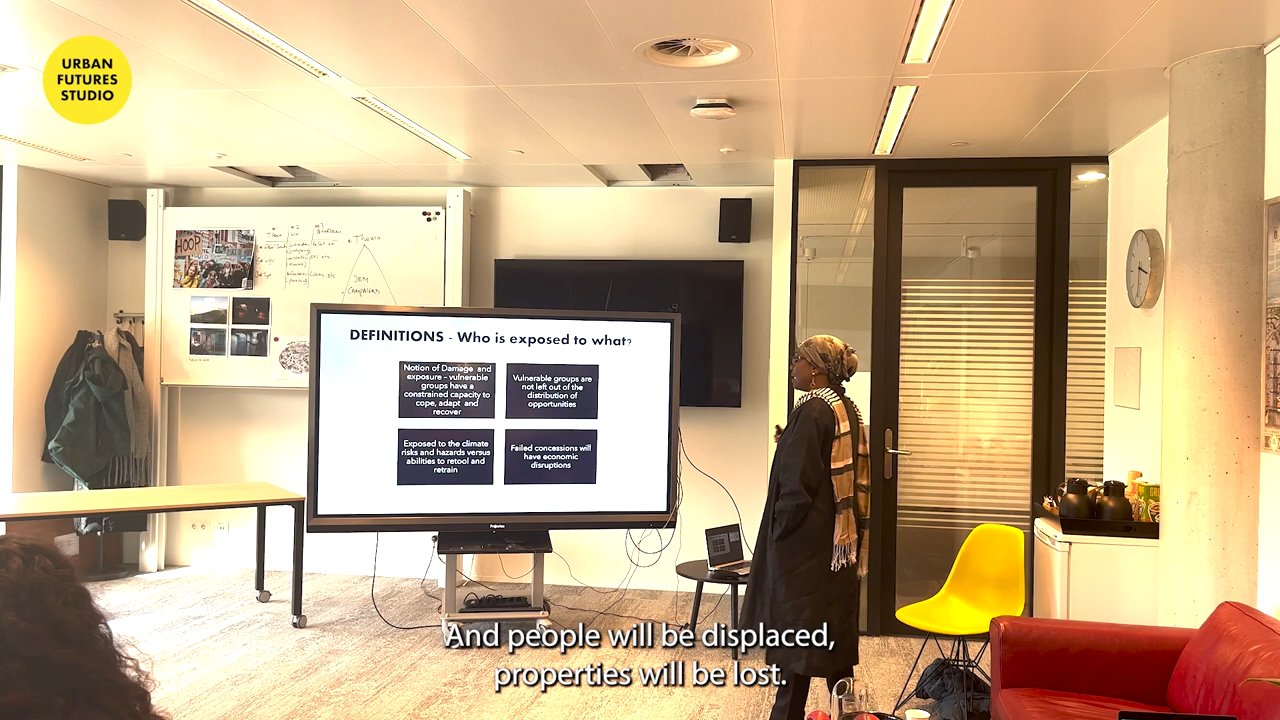 URBAN
FUTURES
STUDIO
HOOP
Theory
DEFINITIONS - Who is exposed to what?
Notion of Damage and
exposure - vulnerable
groups have a
constrained capacity to
cope, adapt and
recover
Vulnerable groups are
not left out of the
distribution of
opportunities
Exposed to the climate
risks and hazards versus
abilities to retool and
retrain
Failed concessions will
have economic
disruptions
And people will be displaced,
properties will be lost.